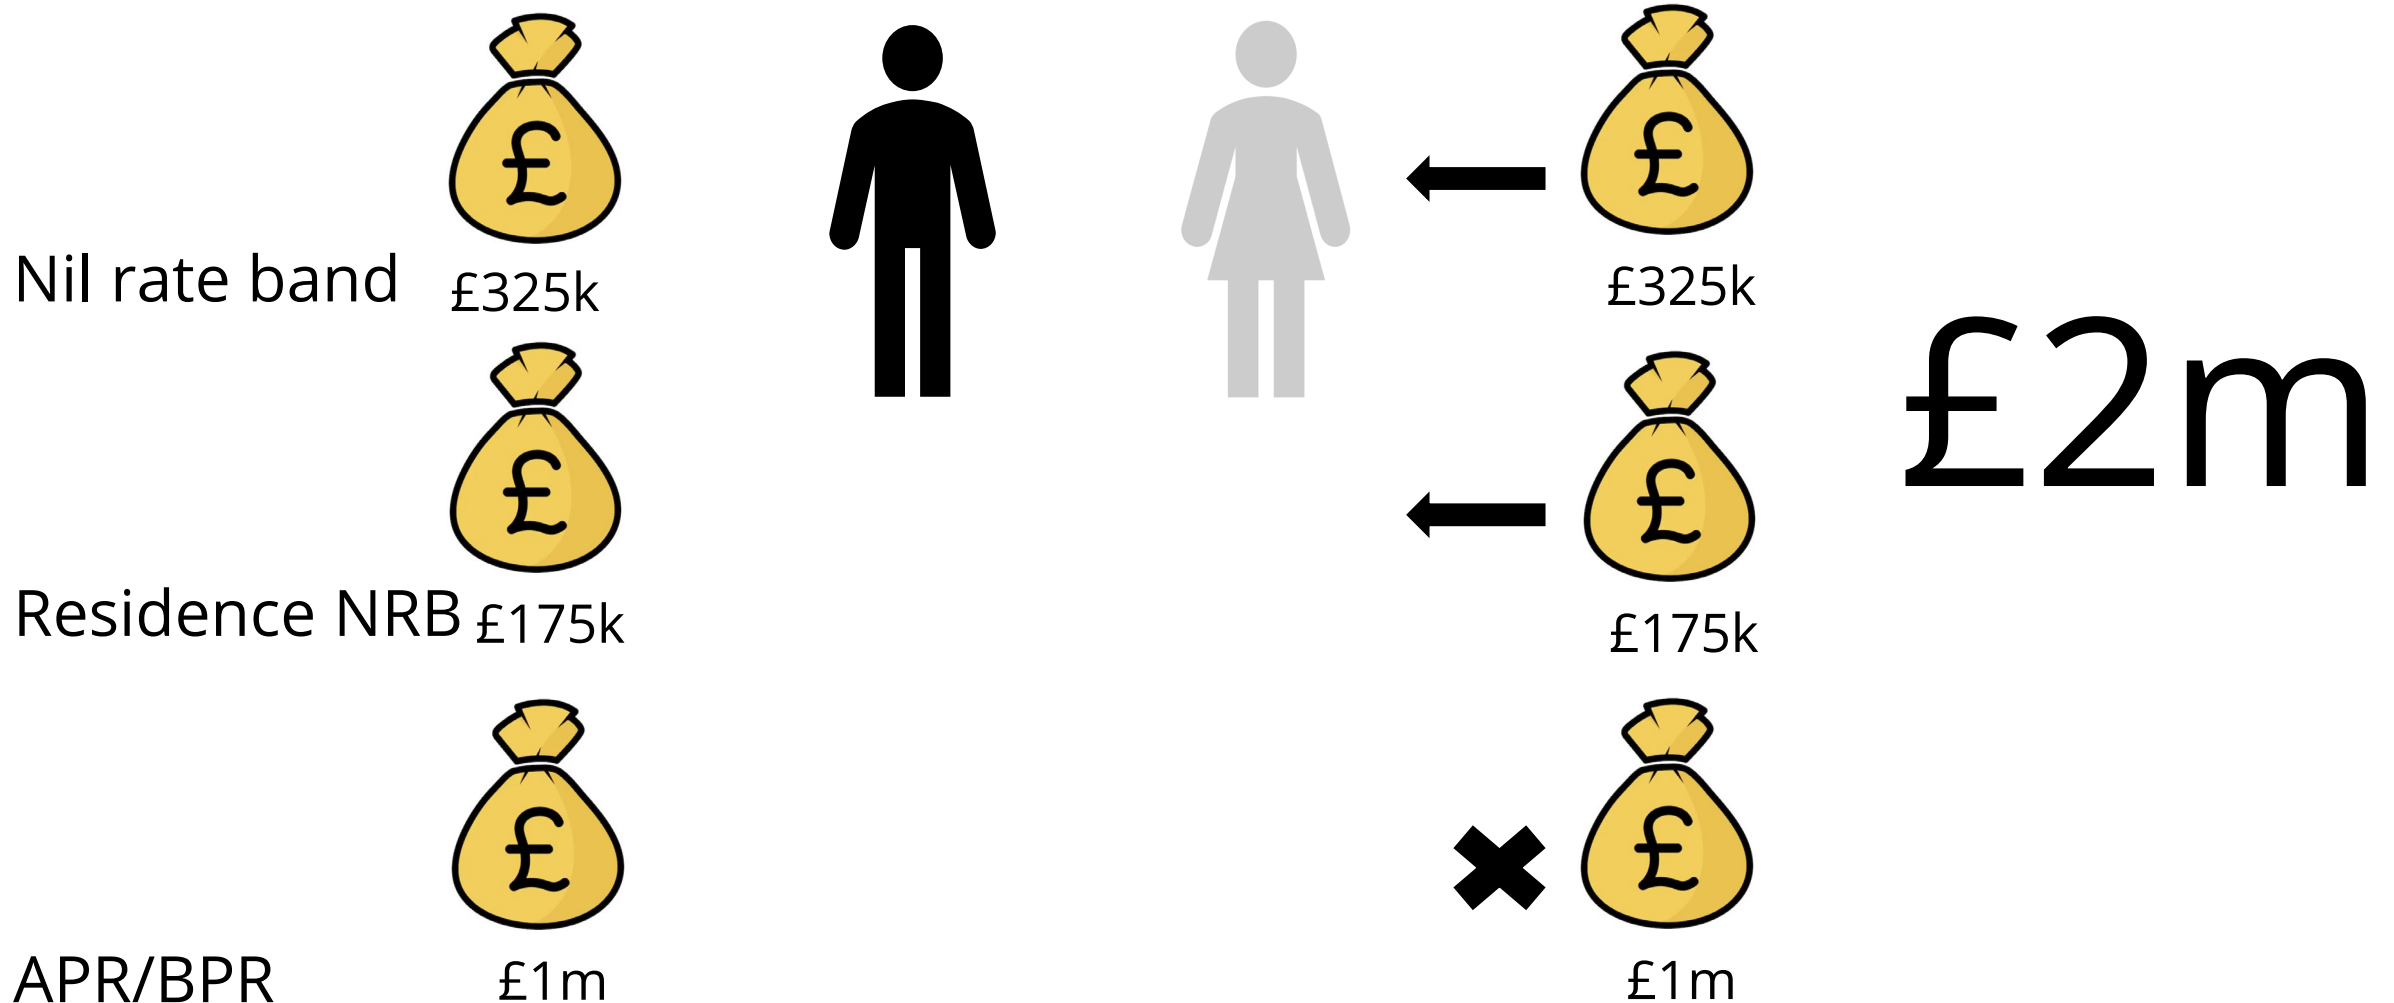 Nil rate band
£325k
£325k
£2m
Residence NRB
£175k
£175k
APR/BPR
£1m
£1m
£
£
£
£
£
£